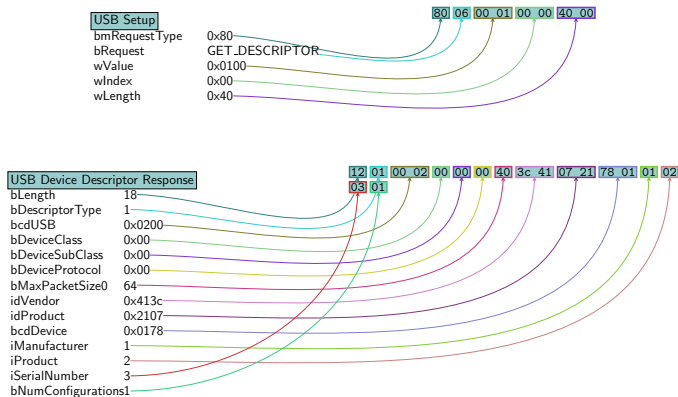 USB Setup 80 06 00 01 00 00 40 00
bmRequestType 0x80
bRequest GET_DESCRIPTOR
wValue 0x0100
wIndex 0x00
wLength 0x40
USB Device Descriptor Response 12 01 00 02 00 00 00 40 3c 41 07 21 78 01 01 02
bLength 18 03 01
bDescriptorType 1
bcdUSB 0x0200
bDeviceClass 0x00
bDeviceSubClass 0x00
bDeviceProtocol 0x00
bMaxPacketSize0 64
idVendor 0x413c
idProduct 0x2107
bcdDevice 0x0178
iManufacturer 1
iProduct 2
iSerialNumber 3
bNumConfigurations 1